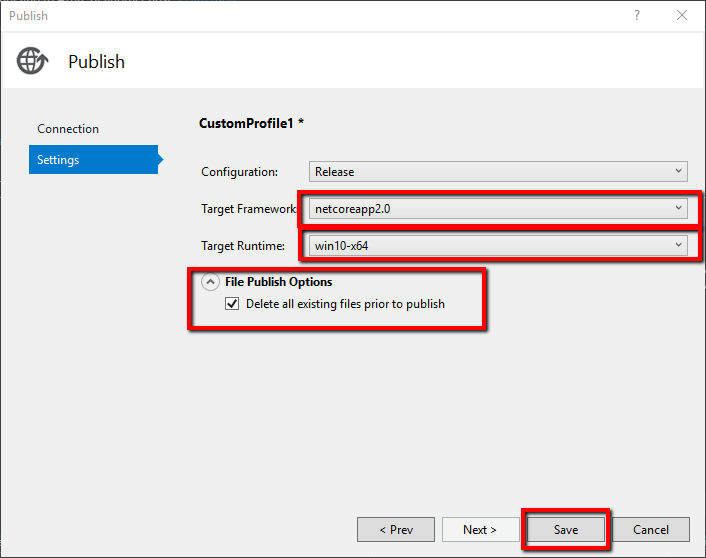 Publish
?
Publish
Connection
Settings
CustomProfile1 *
Configuration: Release
Target Framework: netcoreapp2.0
Target Runtime: win10-x64
File Publish Options
Delete all existing files prior to publish
< Prev Next > Save Cancel